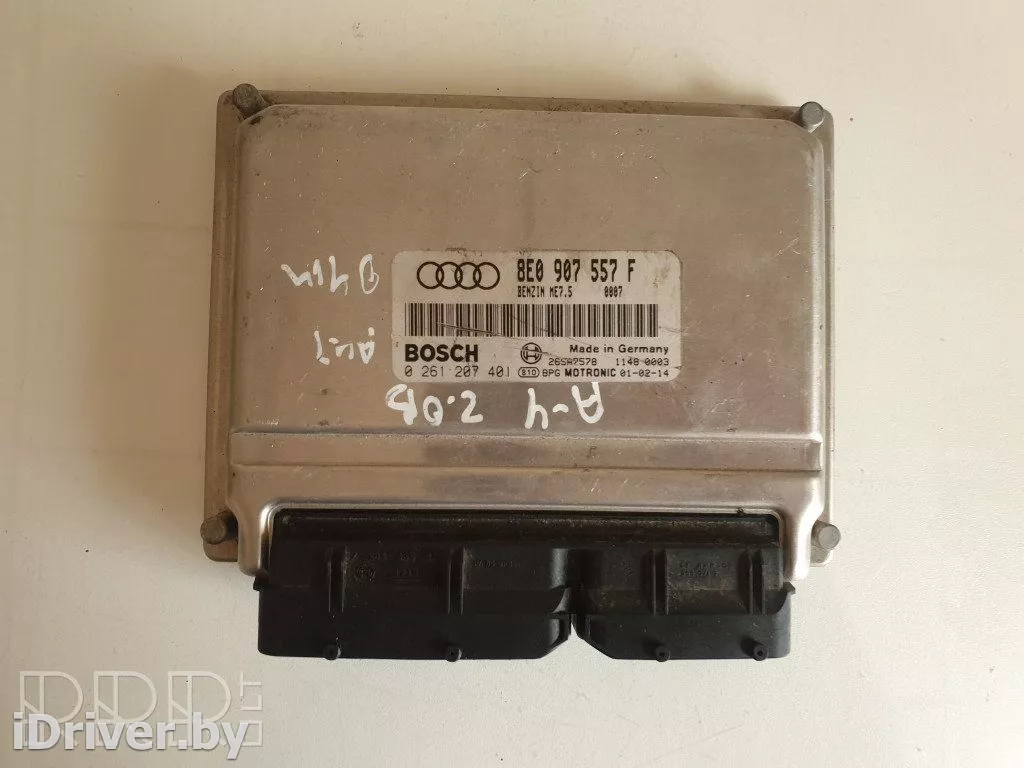 8E0 907 557 F
BENZIN ME7.5 0007
BOSCH
Made in Germany
26SA7578 1148 0003
0 261 207 401 810 BPG MOTRONIC 01-02-14
A-4 2.0B
iDriver.by